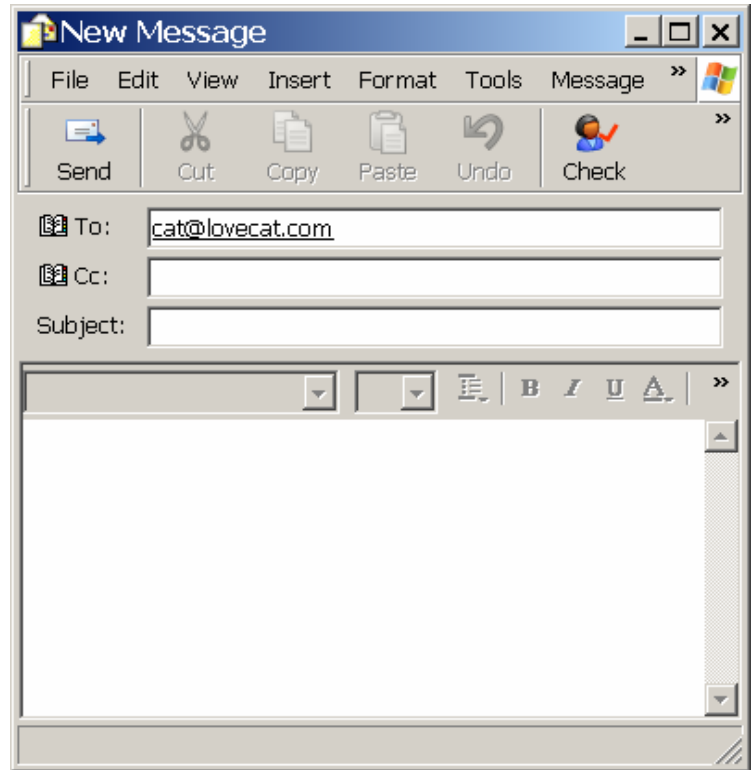 New Message
File Edit View Insert Format Tools Message »
Send Cut Copy Paste Undo Check »
To: cat@lovecat.com
Cc:
Subject:
B I U A »